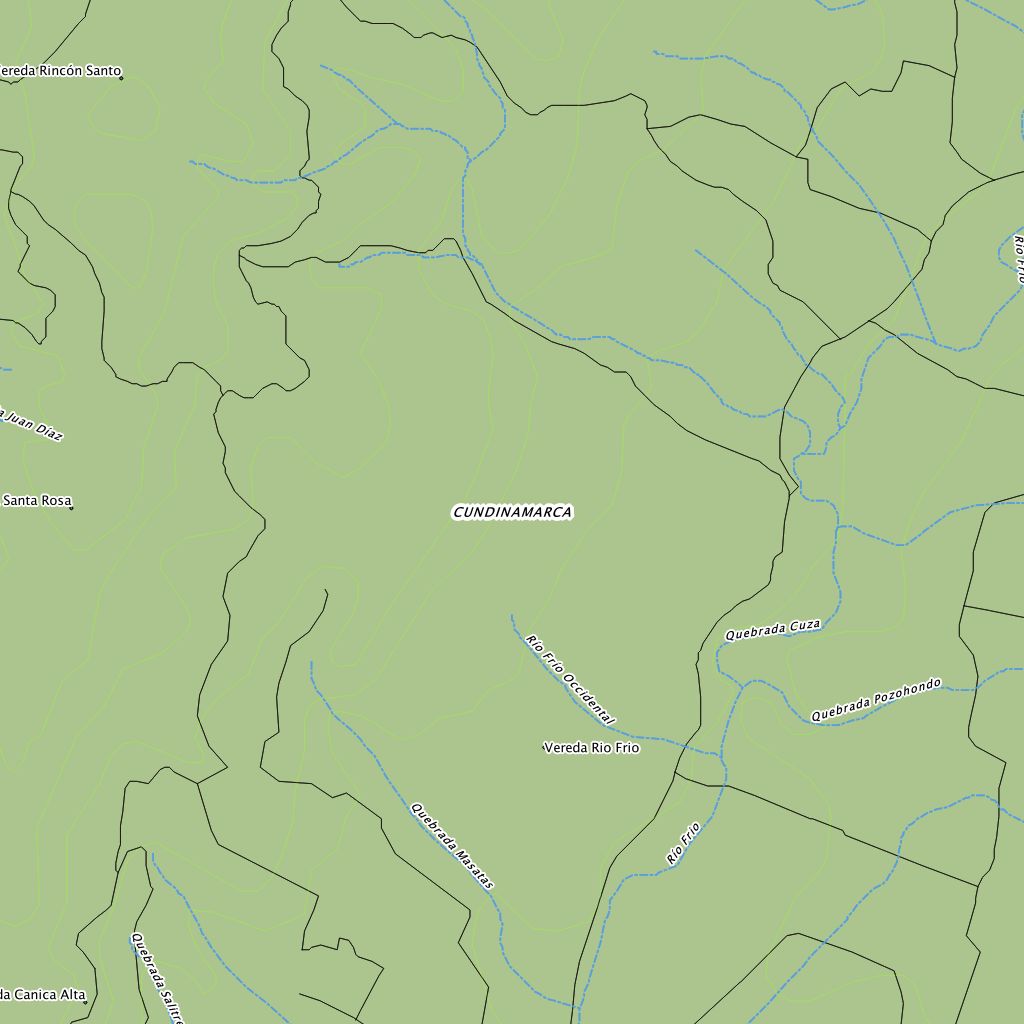 ereda Rincón Santo
Río Frío
a Juan Díaz
Santa Rosa
CUNDINAMARCA
Quebrada Cuza
Río Frío Occidental
Quebrada Pozohondo
Vereda Rio Frio
Quebrada Masatas
Río Frío
Quebrada Salitre
da Canica Alta